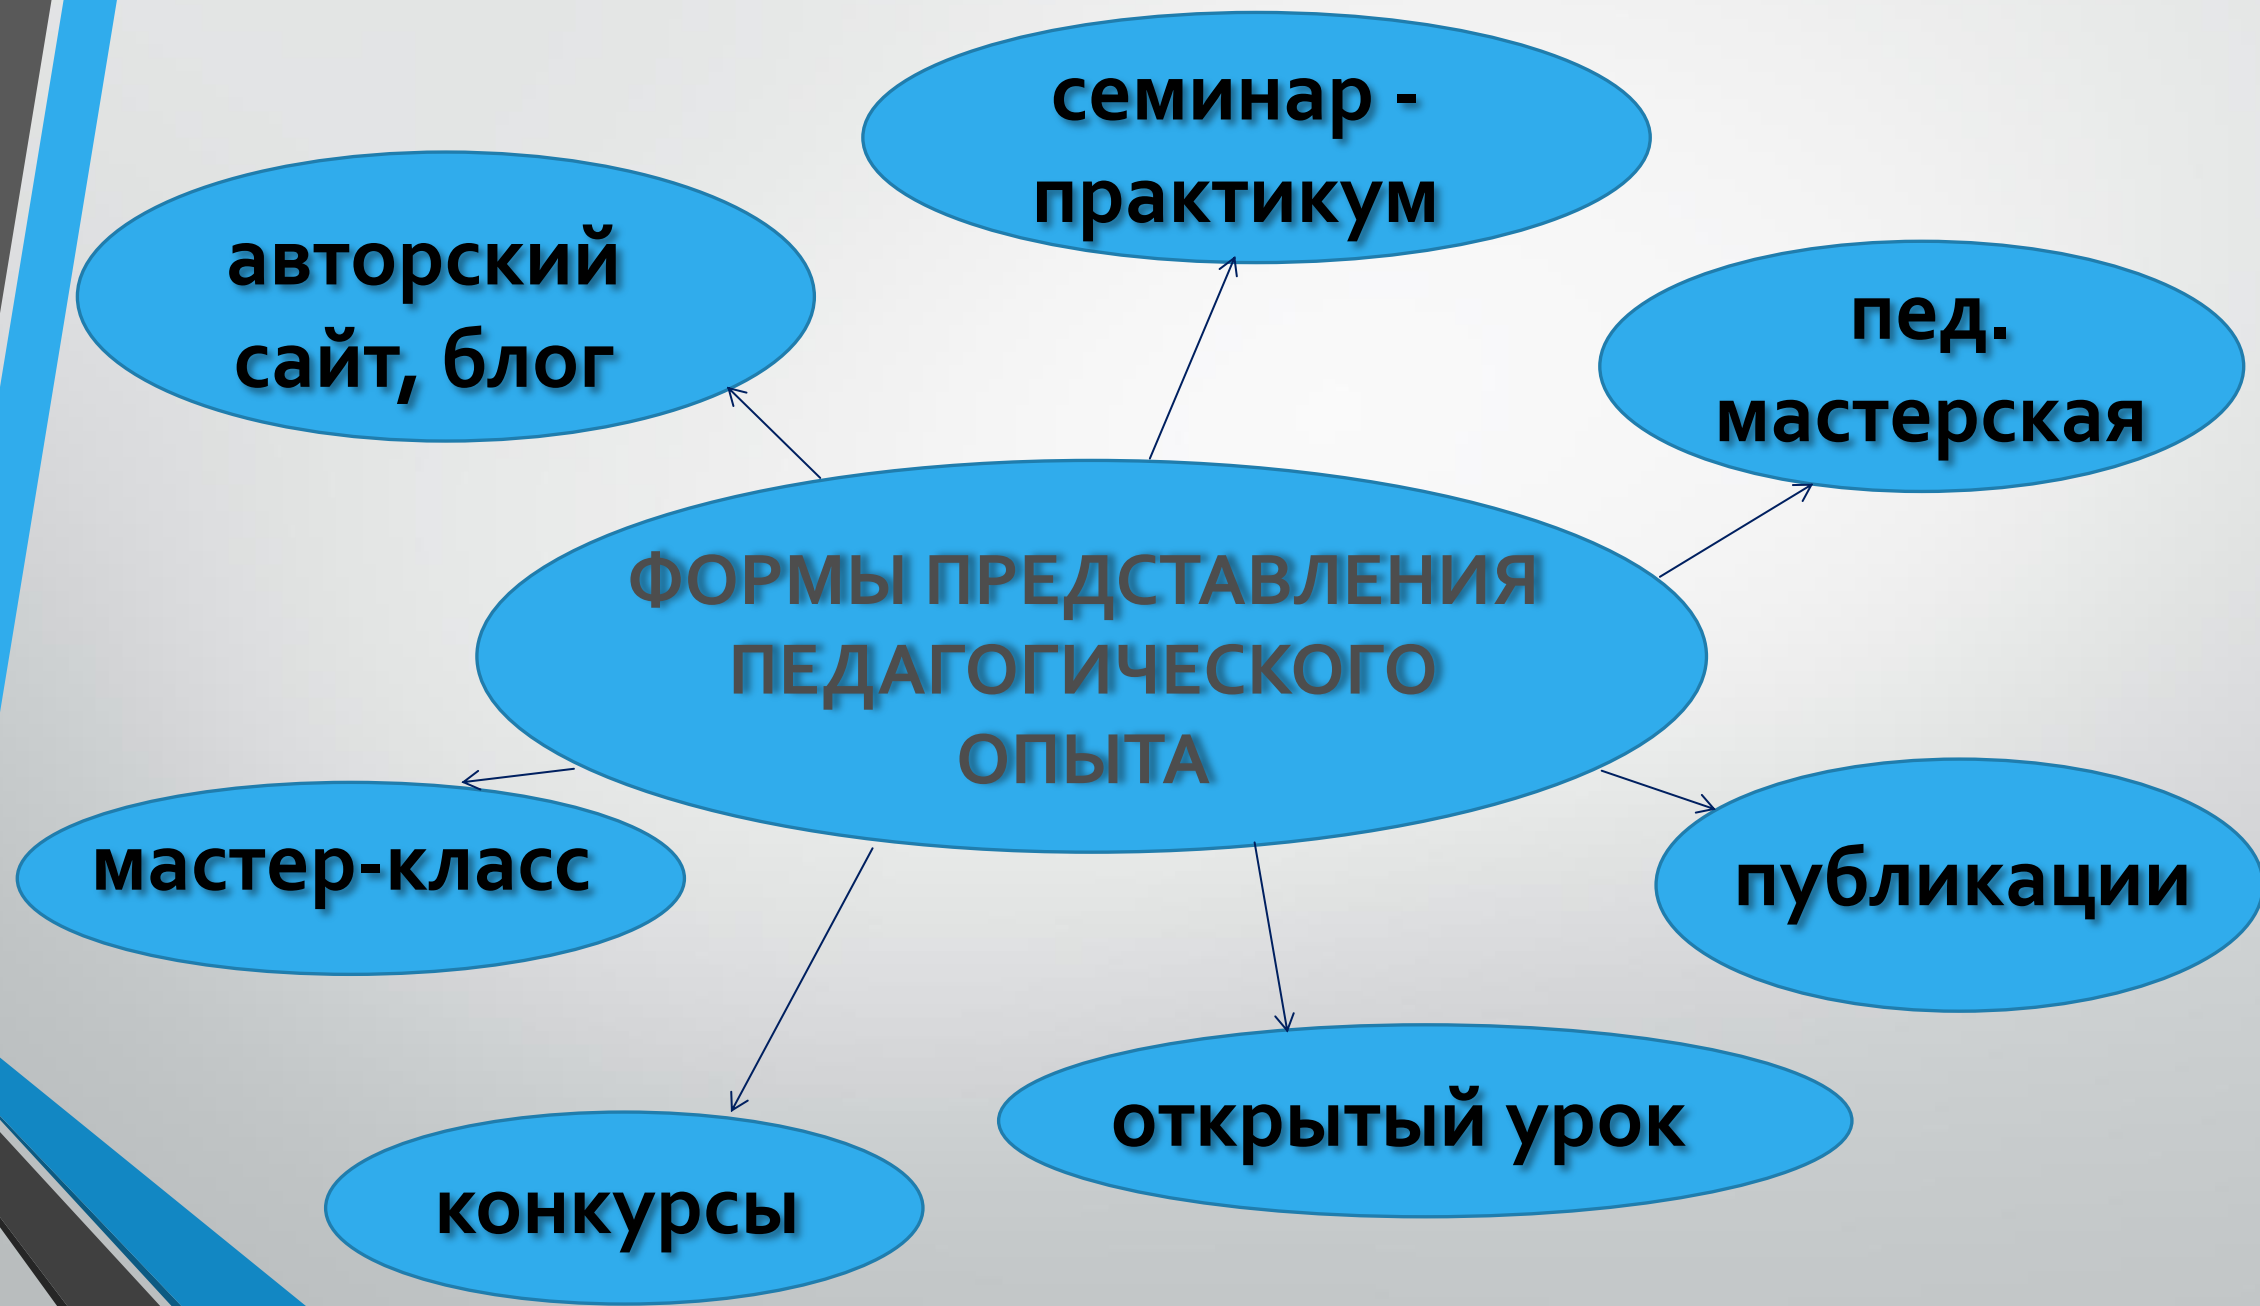 семинар -
практикум
авторский
сайт, блог
пед.
мастерская
ФОРМЫ ПРЕДСТАВЛЕНИЯ
ПЕДАГОГИЧЕСКОГО
ОПЫТА
мастер-класс
публикации
открытый урок
конкурсы